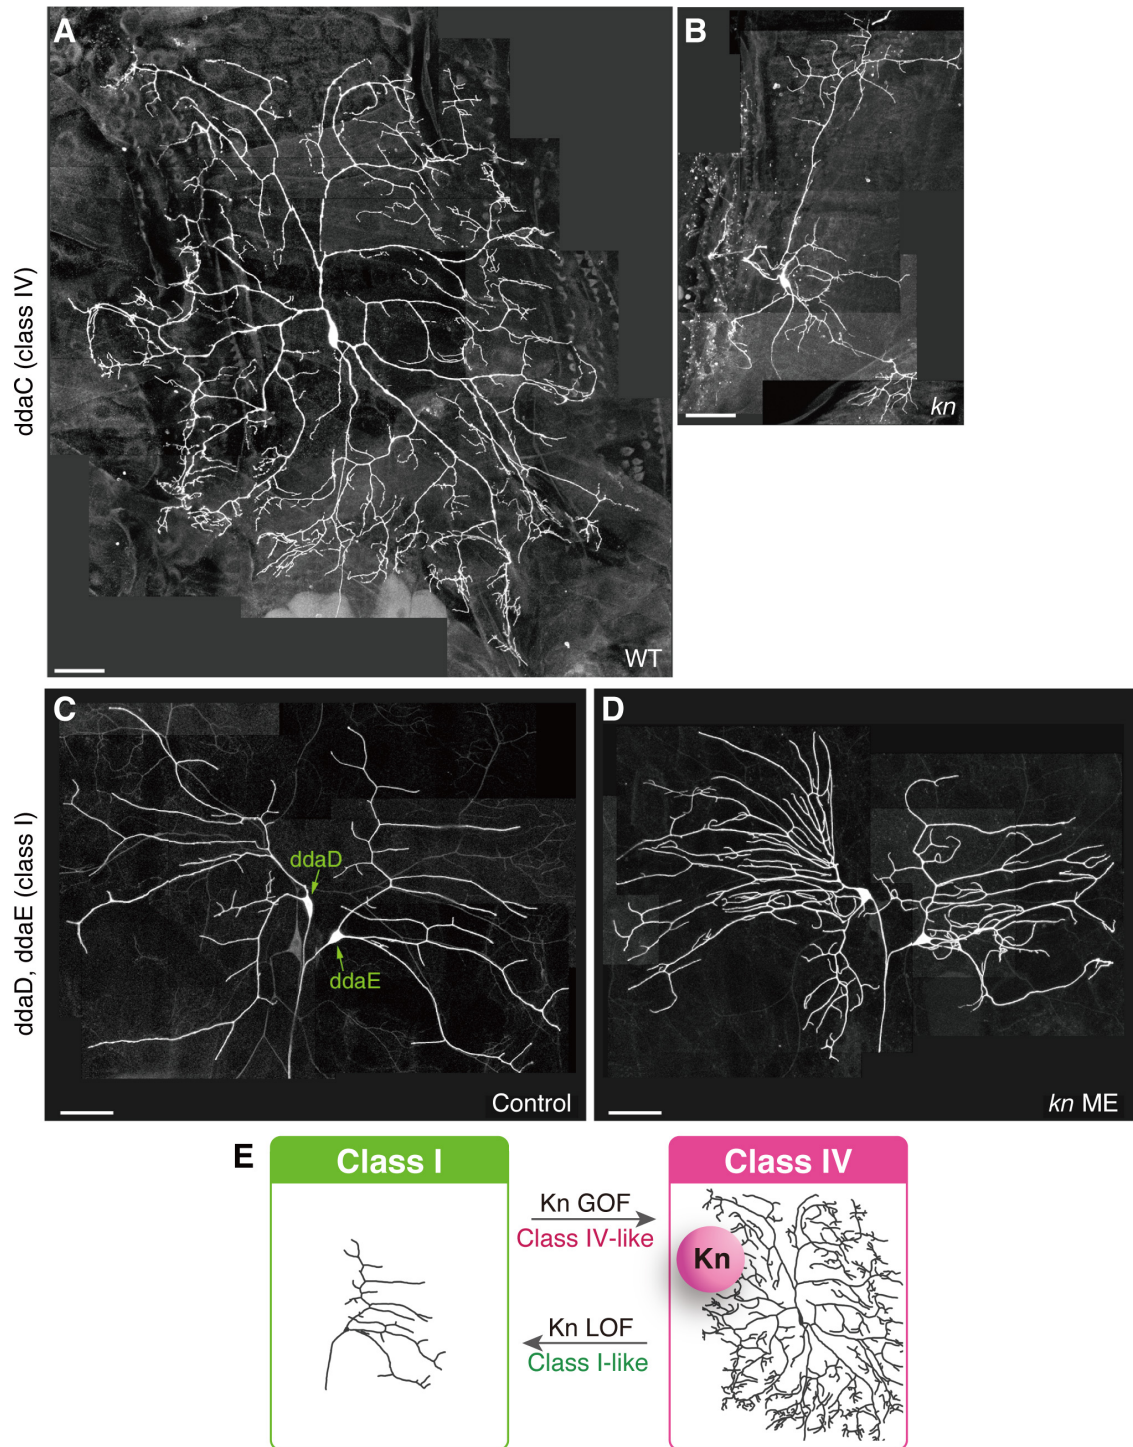 A
B
ddaC (class IV)
kn
WT
C
D
ddaD, ddaE (class I)
ddaD
ddaE
Control
kn ME
E
Class I
Class IV
Kn GOF
Class IV-like
Kn
Kn LOF
Class I-like